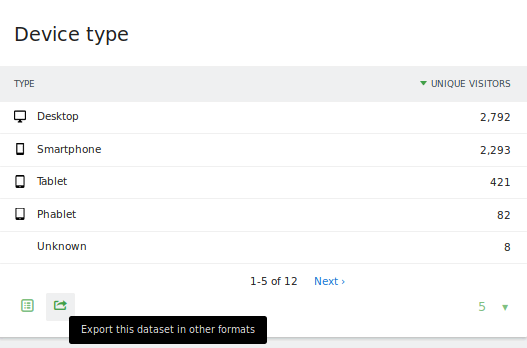 Device type
TYPE UNIQUE VISITORS
Desktop 2,792
Smartphone 2,293
Tablet 421
Phablet 82
Unknown 8
1-5 of 12 Next ›
5
Export this dataset in other formats